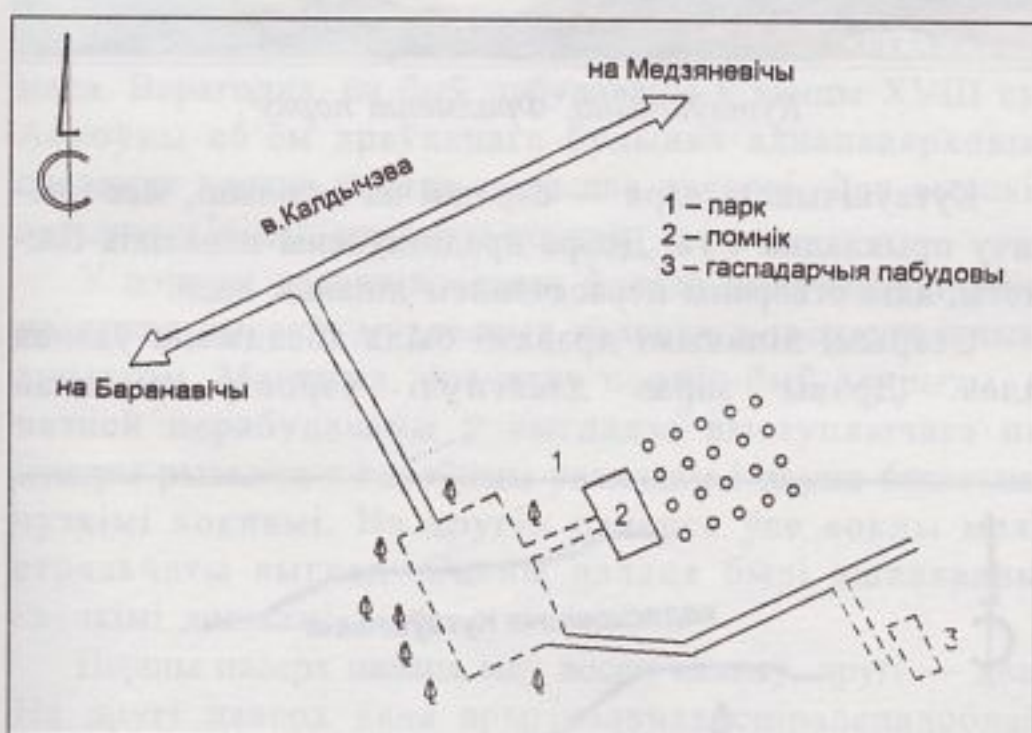 на Медзяневічы
в.Калдычэва
1 – парк
2 – помнік
3 – гаспадарчыя пабудовы
на Баранавічы
1
2
3
С